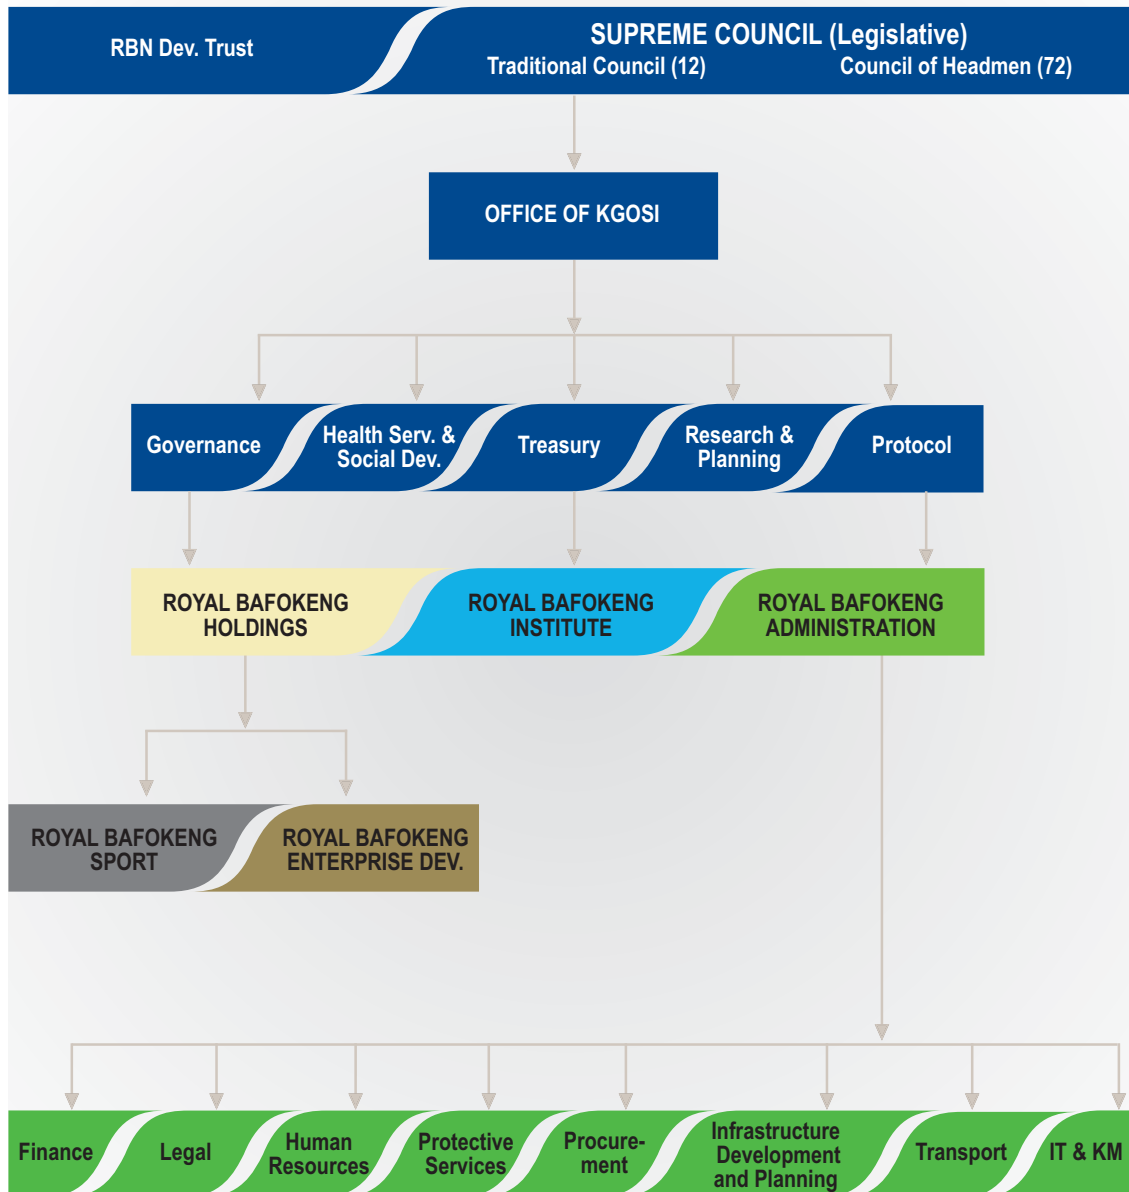 RBN Dev. Trust
SUPREME COUNCIL (Legislative)
Traditional Council (12)
Council of Headmen (72)
OFFICE OF KGOSI
Governance
Health Serv. &
Social Dev.
Treasury
Research &
Planning
Protocol
ROYAL BAFOKENG
HOLDINGS
ROYAL BAFOKENG
INSTITUTE
ROYAL BAFOKENG
ADMINISTRATION
ROYAL BAFOKENG
SPORT
ROYAL BAFOKENG
ENTERPRISE DEV.
Finance
Legal
Human
Resources
Protective
Services
Procure-
ment
Infrastructure
Development
and Planning
Transport
IT & KM